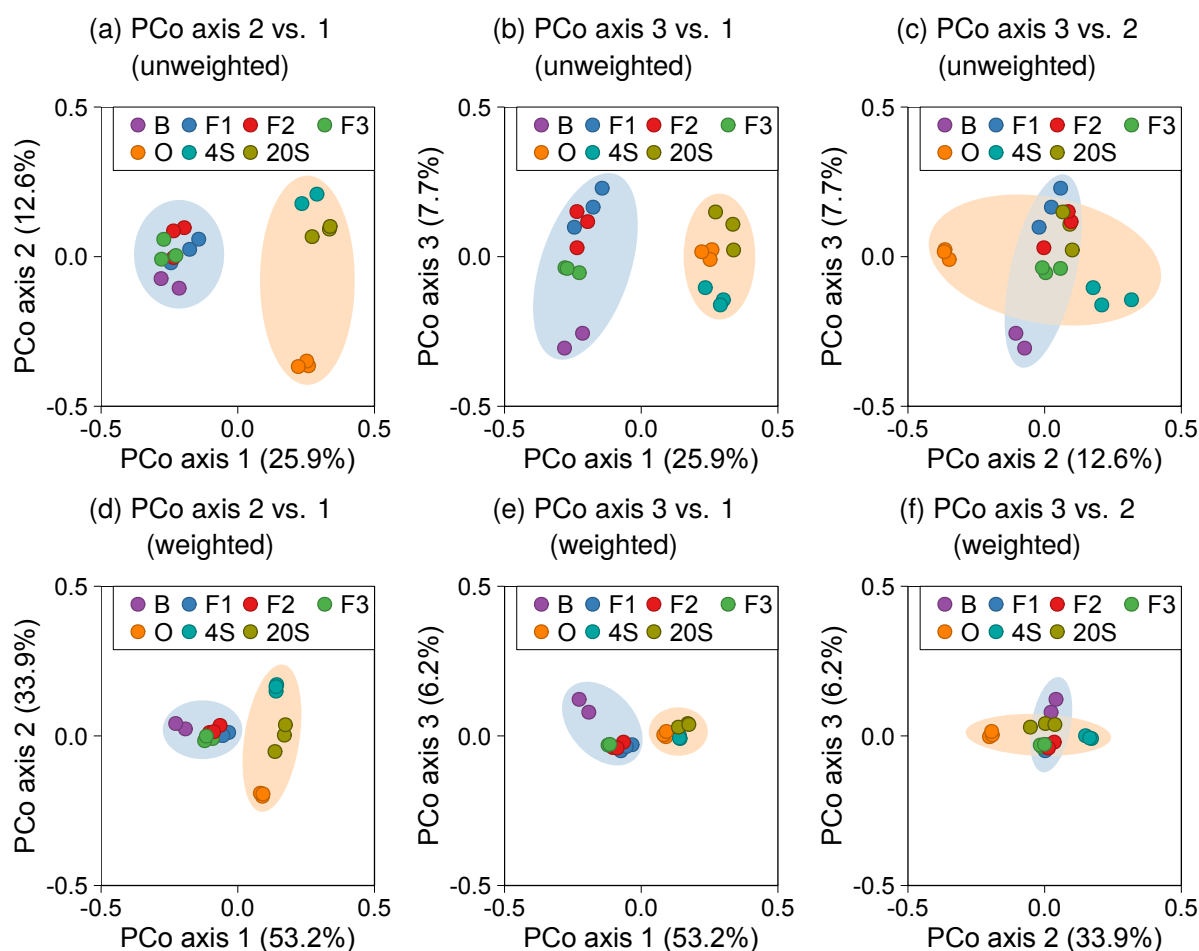 (a) PCo axis 2 vs. 1
(unweighted)
0.5
0.0
-0.5
PCo axis 2 (12.6%)
B F1 F2 F3
O 4S 20S
-0.5 0.0 0.5
PCo axis 1 (25.9%)
(b) PCo axis 3 vs. 1
(unweighted)
0.5
0.0
-0.5
PCo axis 3 (7.7%)
B F1 F2 F3
O 4S 20S
-0.5 0.0 0.5
PCo axis 1 (25.9%)
(c) PCo axis 3 vs. 2
(unweighted)
0.5
0.0
-0.5
PCo axis 3 (7.7%)
B F1 F2 F3
O 4S 20S
-0.5 0.0 0.5
PCo axis 2 (12.6%)
(d) PCo axis 2 vs. 1
(weighted)
0.5
0.0
-0.5
PCo axis 2 (33.9%)
B F1 F2 F3
O 4S 20S
-0.5 0.0 0.5
PCo axis 1 (53.2%)
(e) PCo axis 3 vs. 1
(weighted)
0.5
0.0
-0.5
PCo axis 3 (6.2%)
B F1 F2 F3
O 4S 20S
-0.5 0.0 0.5
PCo axis 1 (53.2%)
(f) PCo axis 3 vs. 2
(weighted)
0.5
0.0
-0.5
PCo axis 3 (6.2%)
B F1 F2 F3
O 4S 20S
-0.5 0.0 0.5
PCo axis 2 (33.9%)